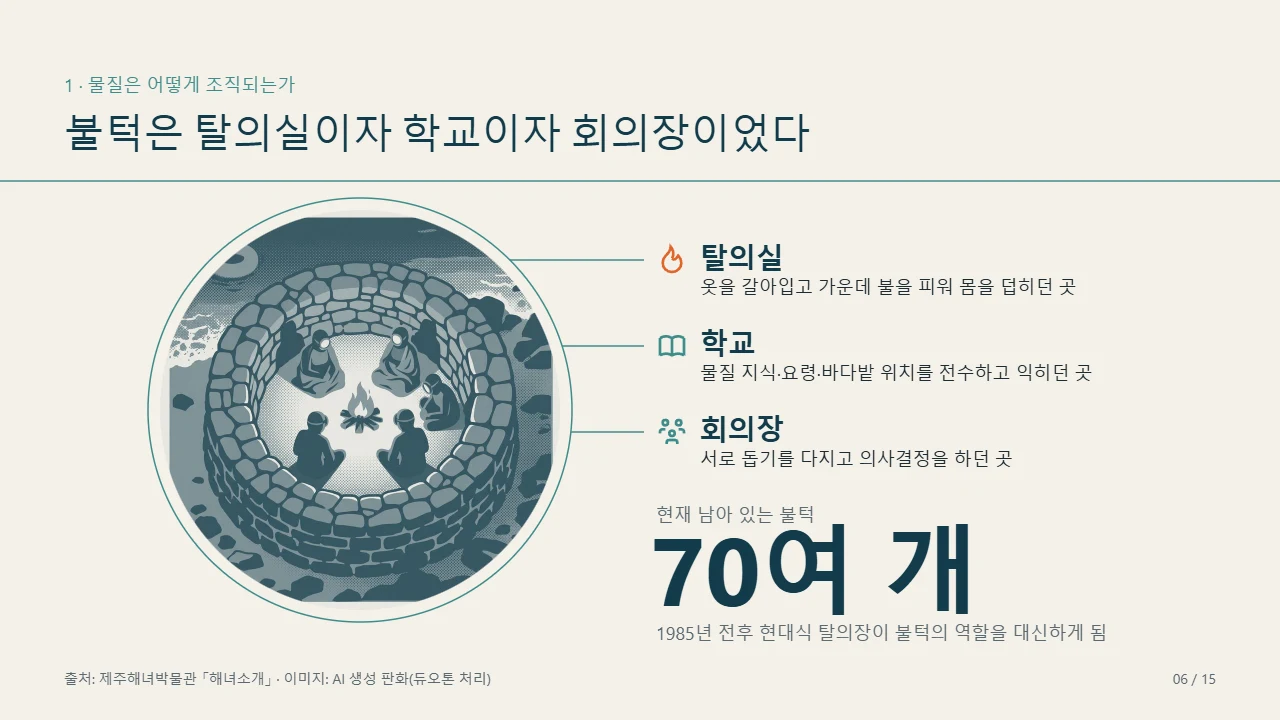 1 · 물질은 어떻게 조직되는가
불턱은 탈의실이자 학교이자 회의장이었다
탈의실
옷을 갈아입고 가운데 불을 피워 몸을 덥히던 곳
학교
물질 지식·요령·바다밭 위치를 전수하고 익히던 곳
회의장
서로 돕기를 다지고 의사결정을 하던 곳
현재 남아 있는 불턱
70여 개
1985년 전후 현대식 탈의장이 불턱의 역할을 대신하게 됨
출처: 제주해녀박물관 「해녀소개」 · 이미지: AI 생성 판화(듀오톤 처리)
06 / 15